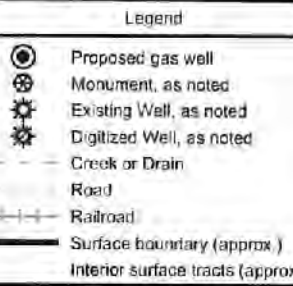 Legend
Proposed gas well
Monument, as noted
Existing Well, as noted
Digitized Well, as noted
Creek or Drain
Road
Railroad
Surface boundary (approx.)
Interior surface tracts (approx